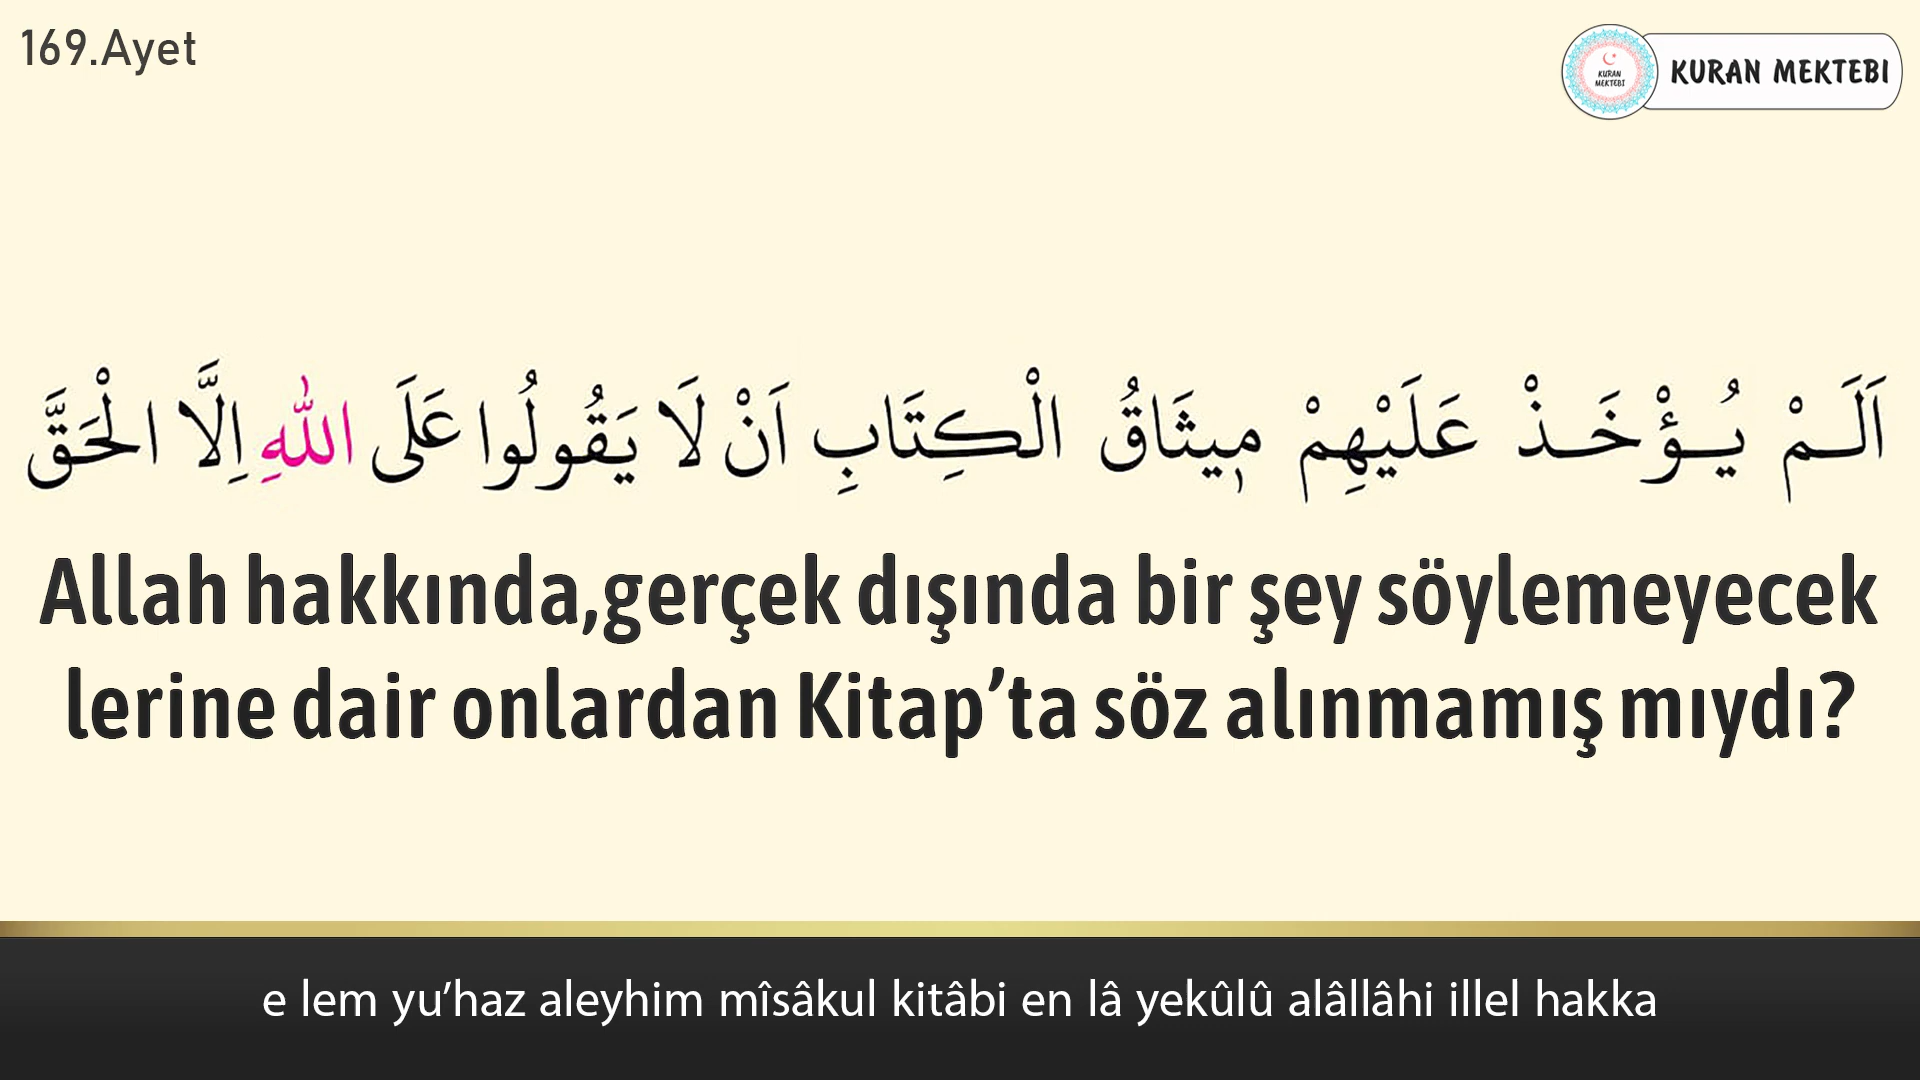 169.Ayet
KURAN MEKTEBI
KURAN MEKTEBI
اَلَمْ يُؤْخَذْ عَلَيْهِمْ م۪يثَاقُ الْكِتَابِ اَنْ لَا يَقُولُوا عَلَى اللّٰهِ اِلَّا الْحَقَّ
Allah hakkında,gerçek dışında bir şey söylemeyecek
lerine dair onlardan Kitap’ta söz alınmamış mıydı?
e lem yu’haz aleyhim mîsâkul kitâbi en lâ yekûlû alâllâhi illel hakka